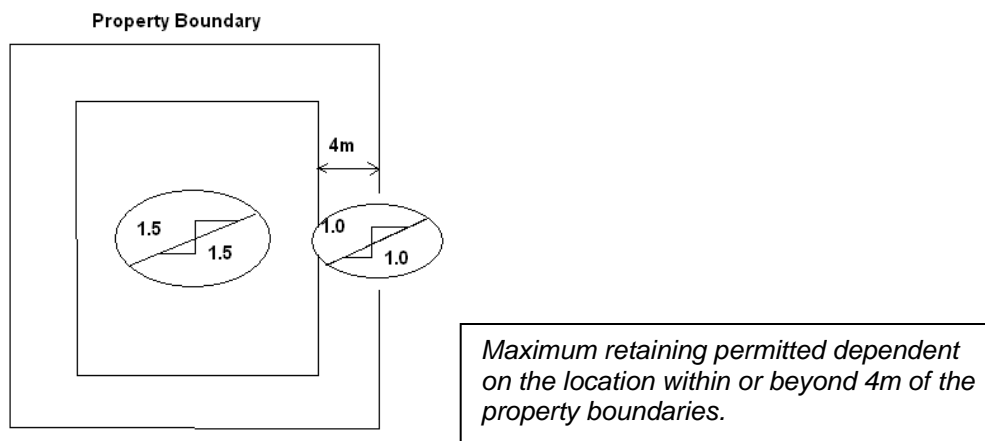 Property Boundary
4m
1.5
1.5
1.0
1.0
Maximum retaining permitted dependent
on the location within or beyond 4m of the
property boundaries.